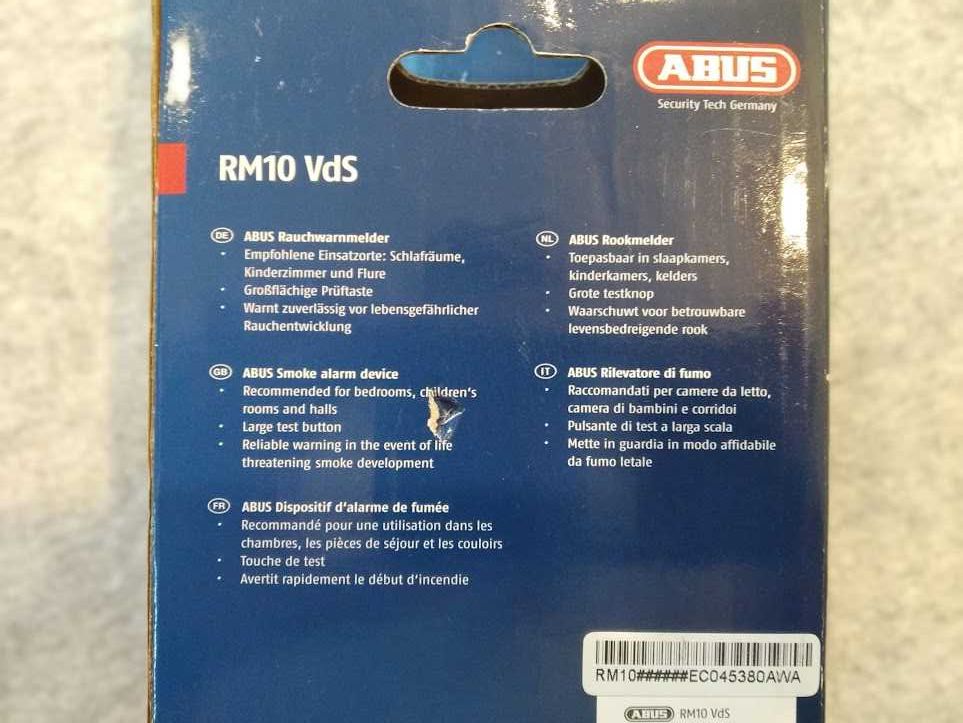 ABUS
Security Tech Germany
RM10 VdS
DE ABUS Rauchwarnmelder
· Empfohlene Einsatzorte: Schlafräume,
Kinderzimmer und Flure
· Großflächige Prüftaste
· Warnt zuverlässig vor lebensgefährlicher
Rauchentwicklung
GB ABUS Smoke alarm device
· Recommended for bedrooms, children's
rooms and halls
· Large test button
· Reliable warning in the event of life
threatening smoke development
FR ABUS Dispositif d'alarme de fumée
· Recommandé pour une utilisation dans les
chambres, les pièces de séjour et les couloirs
· Touche de test
· Avertit rapidement le début d'incendie
NL ABUS Rookmelder
· Toepasbaar in slaapkamers,
kinderkamers, kelders
· Grote testknop
· Waarschuwt voor betrouwbare
levensbedreigende rook
IT ABUS Rilevatore di fumo
· Raccomandati per camere da letto,
camera di bambini e corridoi
· Pulsante di test a larga scala
· Mette in guardia in modo affidabile
da fumo letale
RM10######EC045380AWA
ABUS RM10 VdS